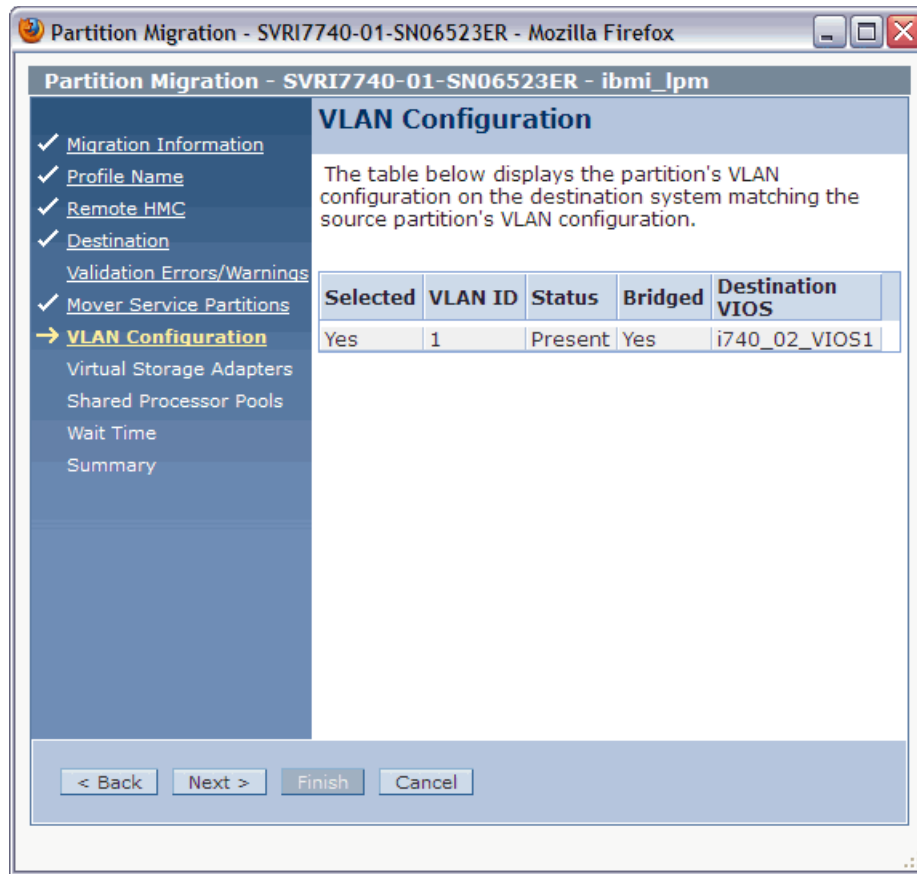 Partition Migration - SVRI7740-01-SN06523ER - Mozilla Firefox
Partition Migration - SVRI7740-01-SN06523ER - ibmi_lpm
Migration Information
Profile Name
Remote HMC
Destination
Validation Errors/Warnings
Mover Service Partitions
VLAN Configuration
Virtual Storage Adapters
Shared Processor Pools
Wait Time
Summary
VLAN Configuration
The table below displays the partition's VLAN
configuration on the destination system matching the
source partition's VLAN configuration.
Selected VLAN ID Status Bridged Destination VIOS
Yes 1 Present Yes i740_02_VIOS1
< Back Next > Finish Cancel